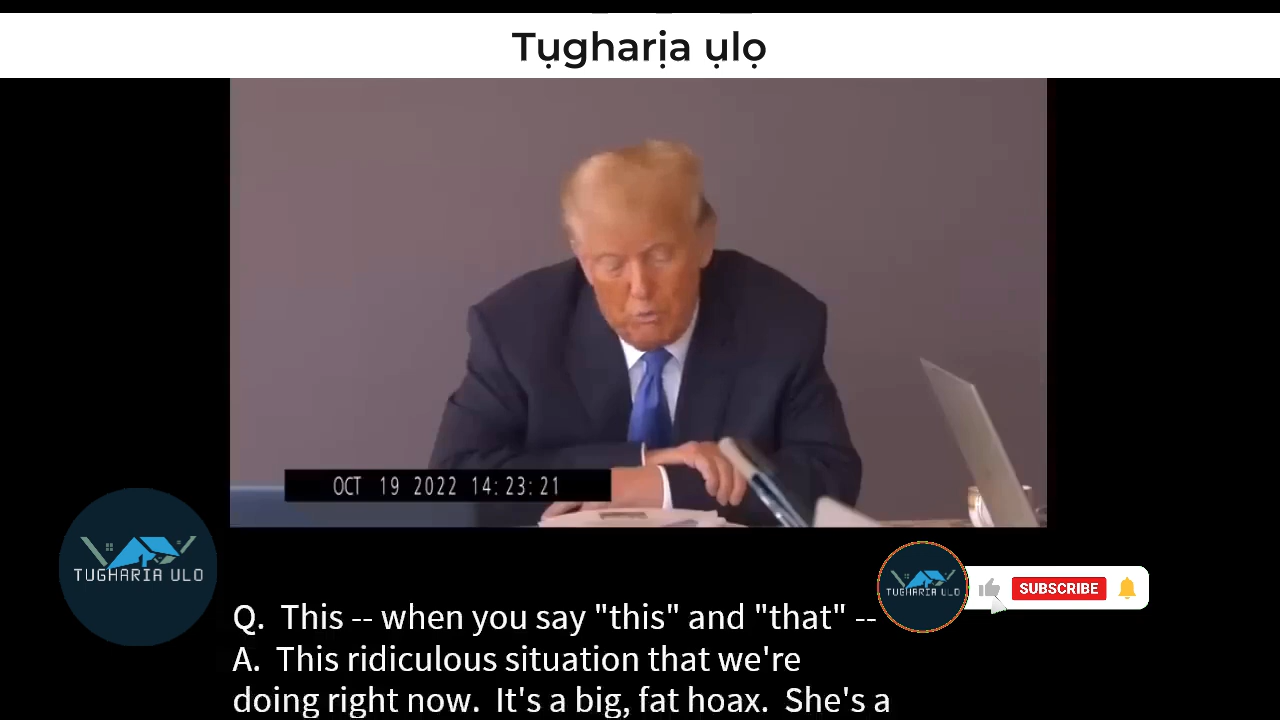 Tụgharịa ụlọ
OCT 19 2022 14:23:21
TUGHARIA ULO
TUGHARIA ULO
SUBSCRIBE
Q. This -- when you say "this" and "that" --
A. This ridiculous situation that we're
doing right now. It's a big, fat hoax. She's a